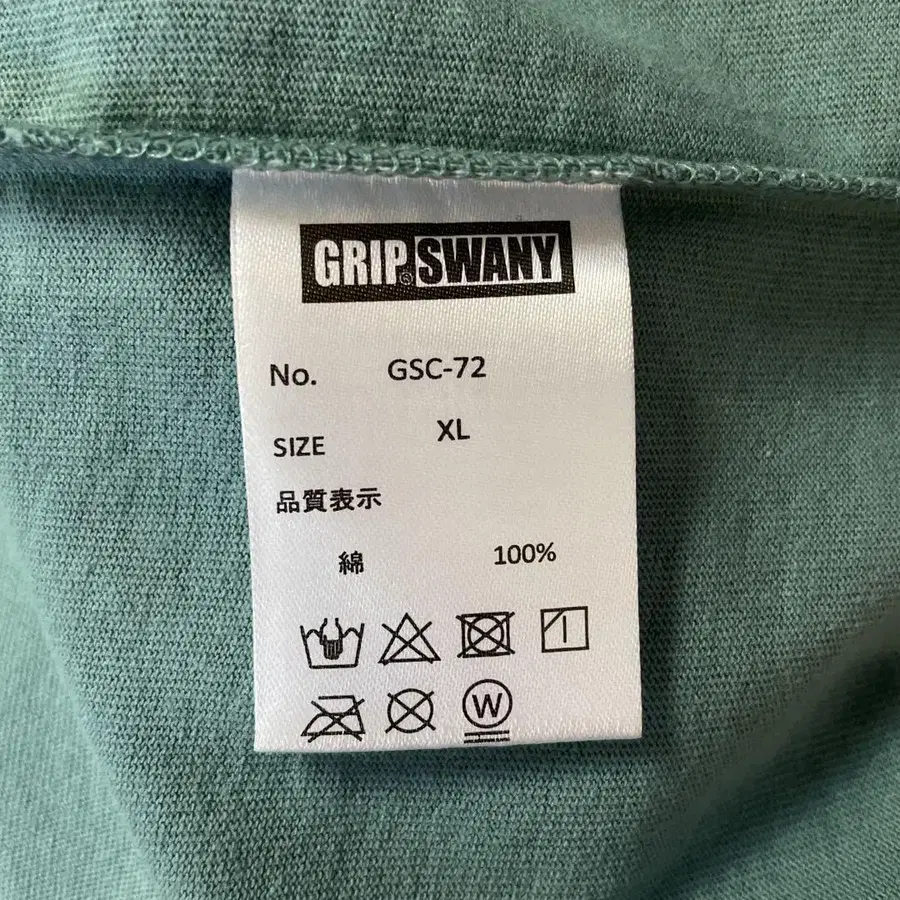 GRIP® SWANY
No. GSC-72
SIZE XL
品質表示
綿 100%
W